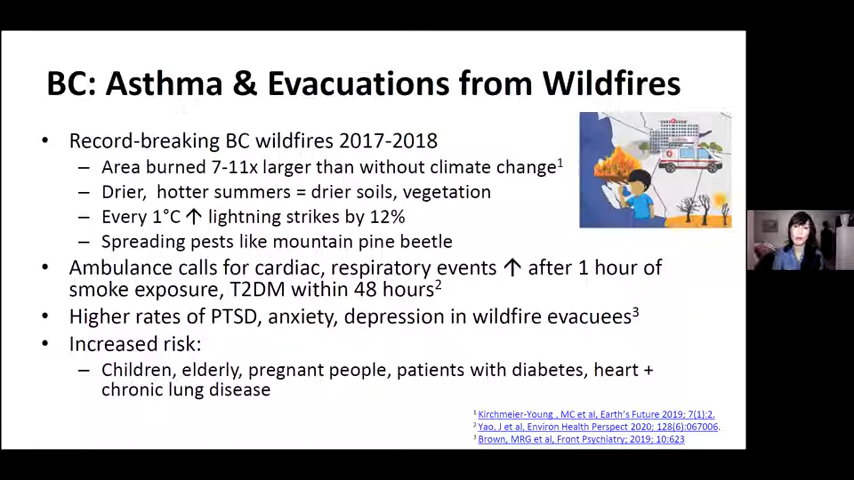 BC: Asthma & Evacuations from Wildfires
• Record-breaking BC wildfires 2017-2018
– Area burned 7-11x larger than without climate change¹
– Drier, hotter summers = drier soils, vegetation
– Every 1°C ↑ lightning strikes by 12%
– Spreading pests like mountain pine beetle
• Ambulance calls for cardiac, respiratory events ↑ after 1 hour of
smoke exposure, T2DM within 48 hours²
• Higher rates of PTSD, anxiety, depression in wildfire evacuees³
• Increased risk:
– Children, elderly, pregnant people, patients with diabetes, heart +
chronic lung disease
¹ Kirchmeier-Young , MC et al, Earth's Future 2019; 7(1):2.
² Yao, J et al, Environ Health Perspect 2020; 128(6):067006.
³ Brown, MRG et al, Front Psychiatry; 2019; 10:623